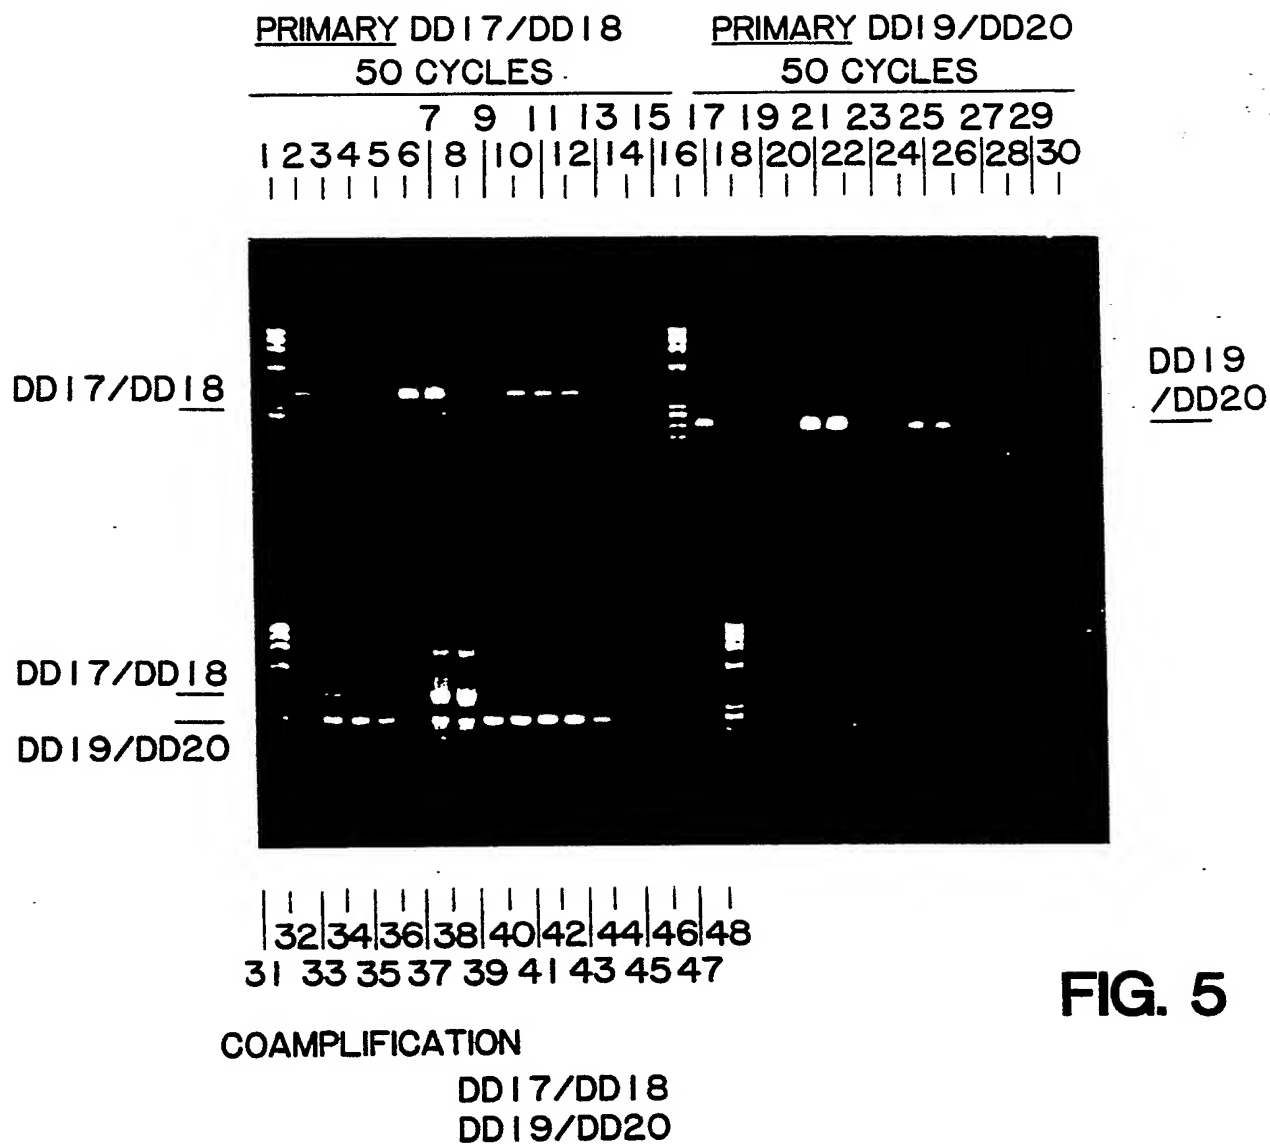 PRIMARY DD17/DD18 PRIMARY DD19/DD20
50 CYCLES 50 CYCLES
7 9 11 13 15 17 19 21 23 25 27 29
1 2 3 4 5 6 8 10 12 14 16 18 20 22 24 26 28 30
DD17/DD18
DD19
/DD20
DD17/DD18
DD19/DD20
32 34 36 38 40 42 44 46 48
31 33 35 37 39 41 43 45 47
FIG. 5
COAMPLIFICATION
DD17/DD18
DD19/DD20